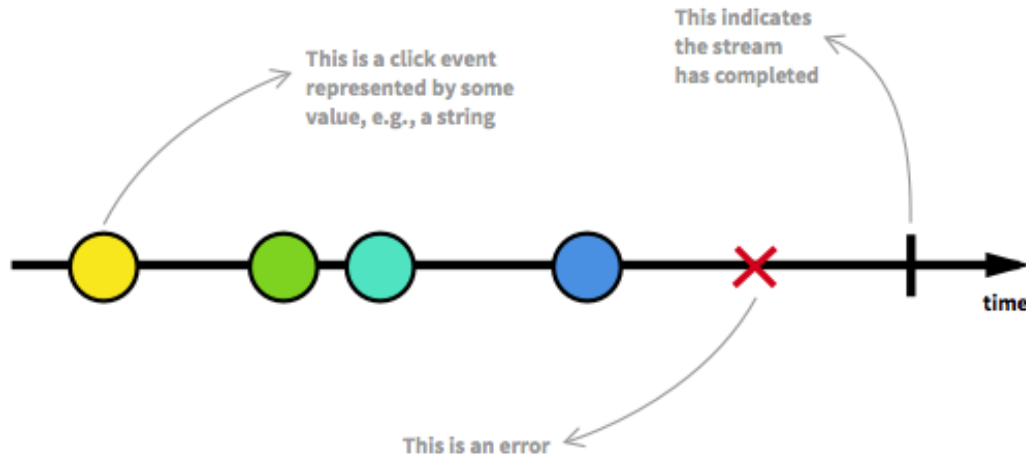 This is a click event
represented by some
value, e.g., a string
This indicates
the stream
has completed
time
This is an error